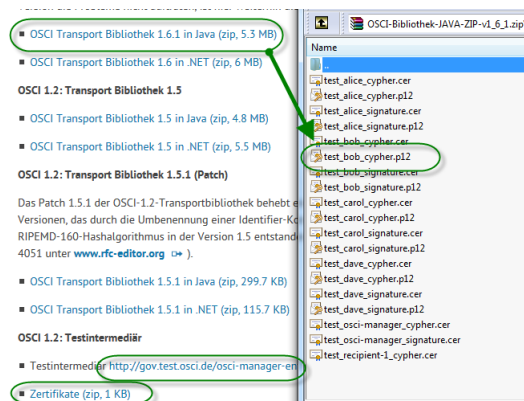 OSCI Transport Bibliothek 1.6.1 in Java (zip, 5.3 MB)
OSCI Transport Bibliothek 1.6 in .NET (zip, 6 MB)
OSCI 1.2: Transport Bibliothek 1.5
OSCI Transport Bibliothek 1.5 in Java (zip, 4.8 MB)
OSCI Transport Bibliothek 1.5 in .NET (zip, 5.5 MB)
OSCI 1.2: Transport Bibliothek 1.5.1 (Patch)
Das Patch 1.5.1 der OSCI-1.2-Transportbibliothek behebt
Versionen, das durch die Umbenennung einer
RIPEMD-160-Hashalgorithmus in der Version 1.5
4051 unter www.rfc-editor.org ).
OSCI Transport Bibliothek 1.5.1 in Java (zip, 299.7 KB)
OSCI Transport Bibliothek 1.5.1 in .NET (zip, 115.7 KB)
OSCI 1.2: Testintermediär
Testintermediär http://gov.test.osci.de/osci-manager-en
Zertifikate (zip, 1 KB)
OSCI-Bibliothek-JAVA-ZIP-v1_6_1.zip
Name
..
test_alice_cypher.cer
test_alice_cypher.p12
test_alice_signature.cer
test_alice_signature.p12
test_bob_cypher.cer
test_bob_cypher.p12
test_bob_signature.cer
test_bob_signature.p12
test_carol_cypher.cer
test_carol_cypher.p12
test_carol_signature.cer
test_carol_signature.p12
test_dave_cypher.cer
test_dave_cypher.p12
test_dave_signature.cer
test_dave_signature.p12
test_osci-manager_cypher.cer
test_osci-manager_signature.cer
test_recipient-1_cypher.cer